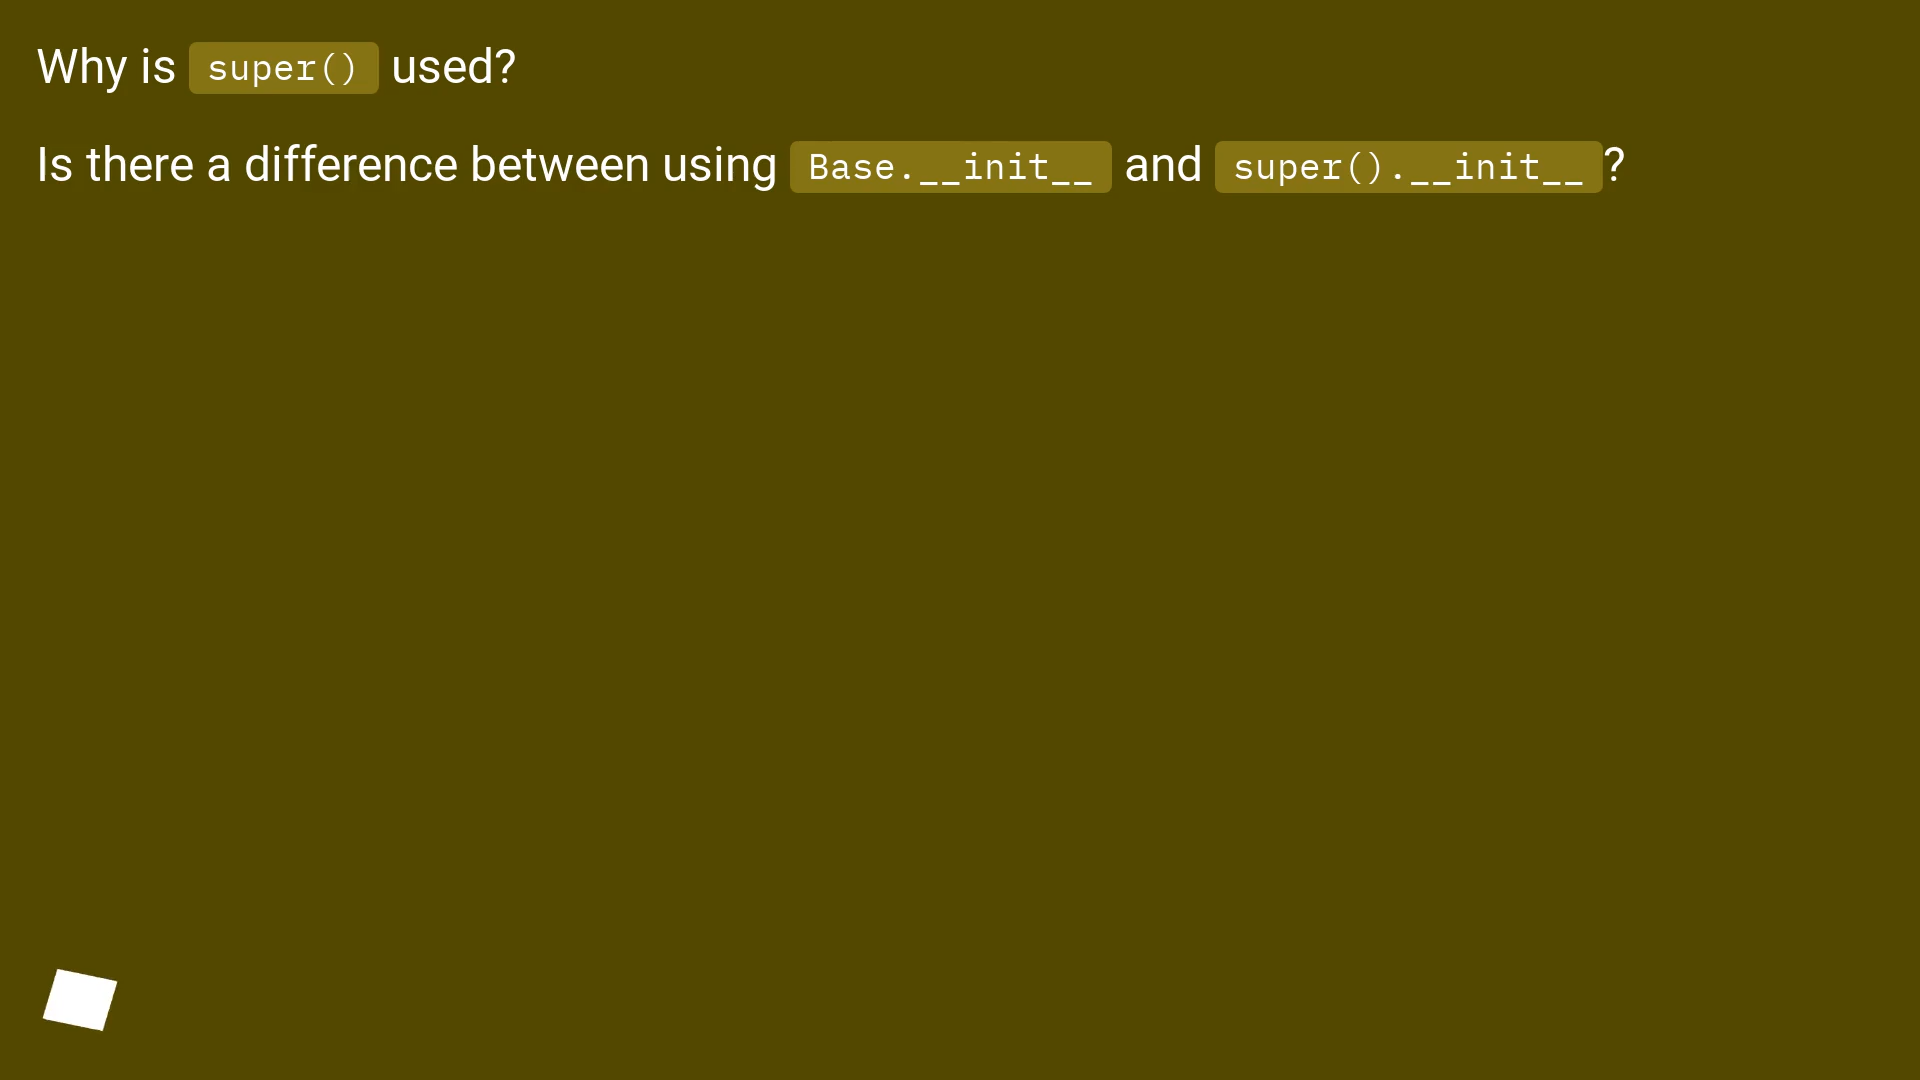 Why is super() used?
Is there a difference between using Base.__init__ and super().__init__?